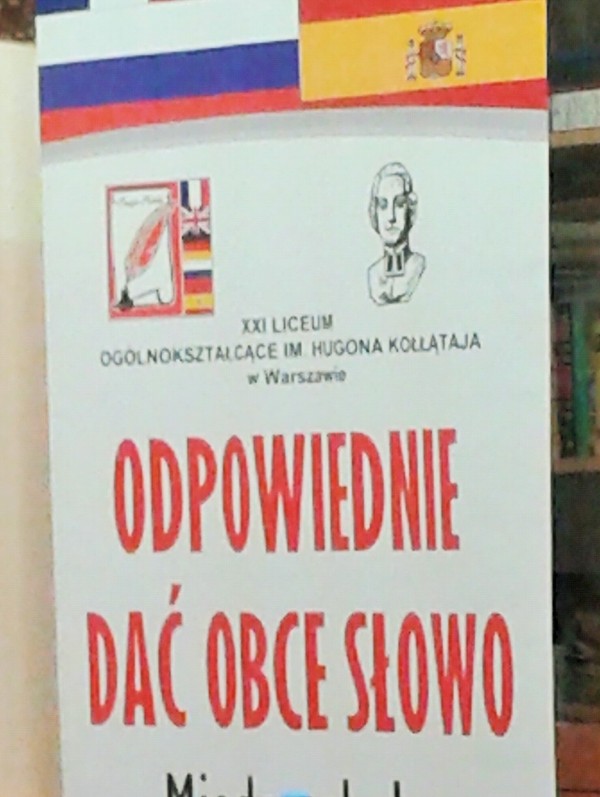 XXI LICEUM
OGÓLNOKSZTAŁCĄCE IM. HUGONA KOŁŁĄTAJA
w Warszawie
ODPOWIEDNIE
DAĆ OBCE SŁOWO